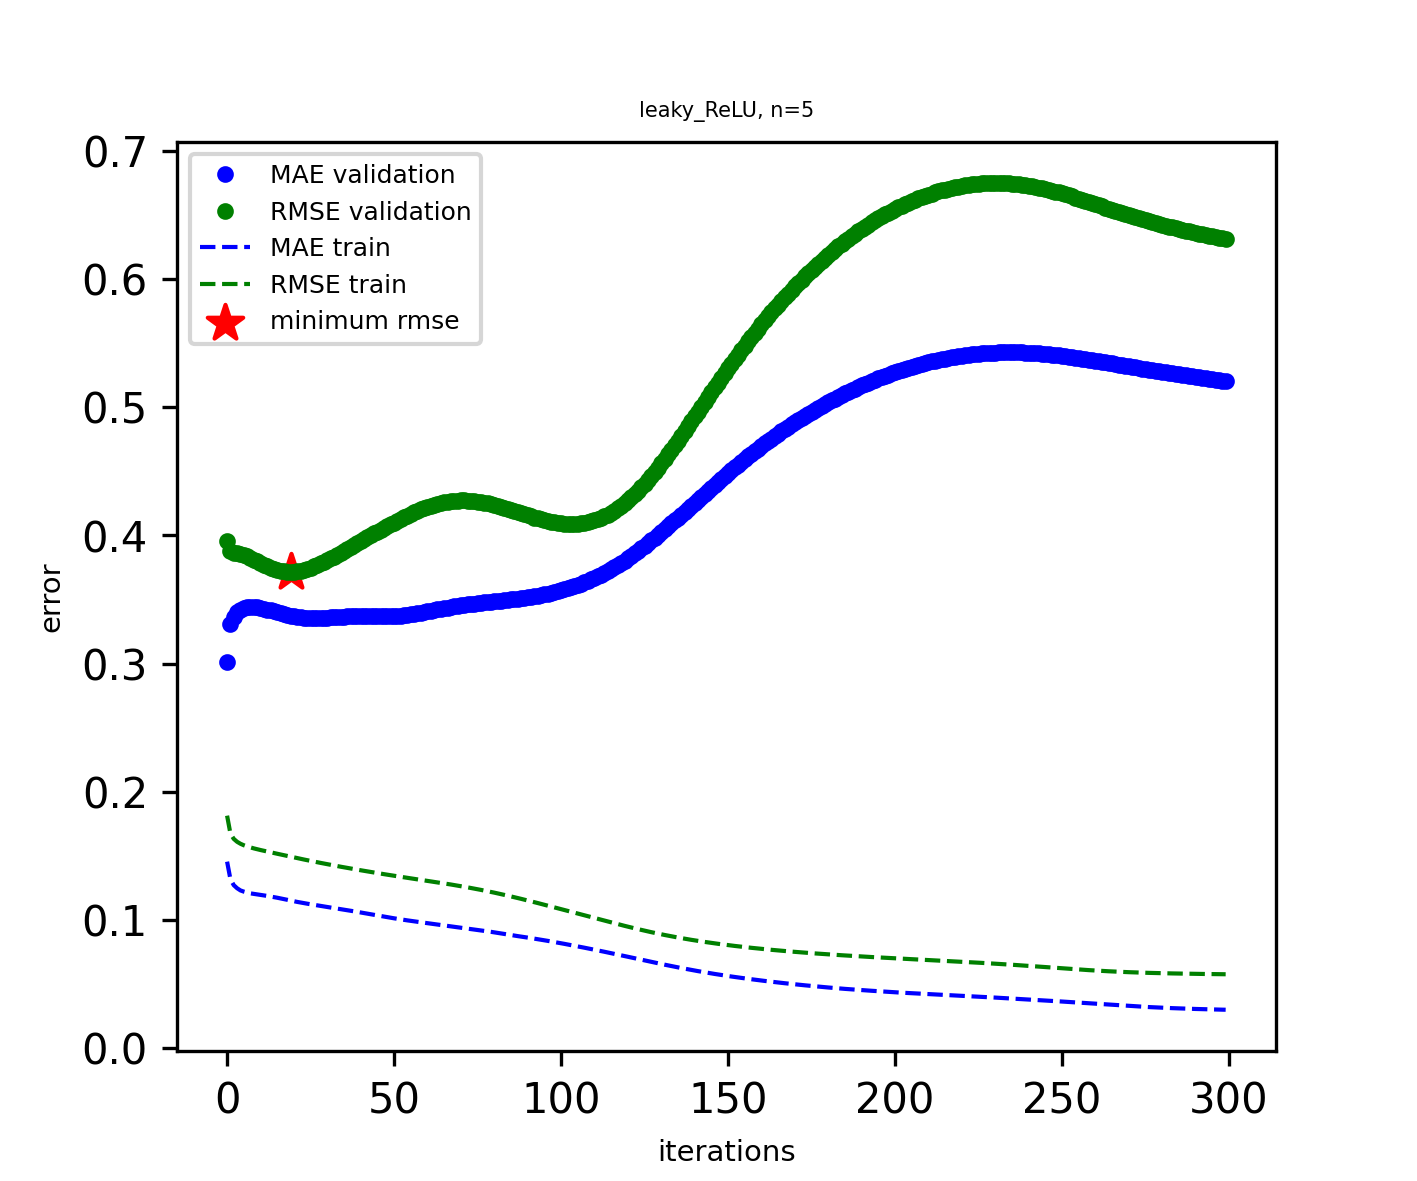 leaky_ReLU, n=5
0.7
0.6
0.5
0.4
0.3
0.2
0.1
0.0
error
MAE validation
RMSE validation
MAE train
RMSE train
minimum rmse
0 50 100 150 200 250 300
iterations